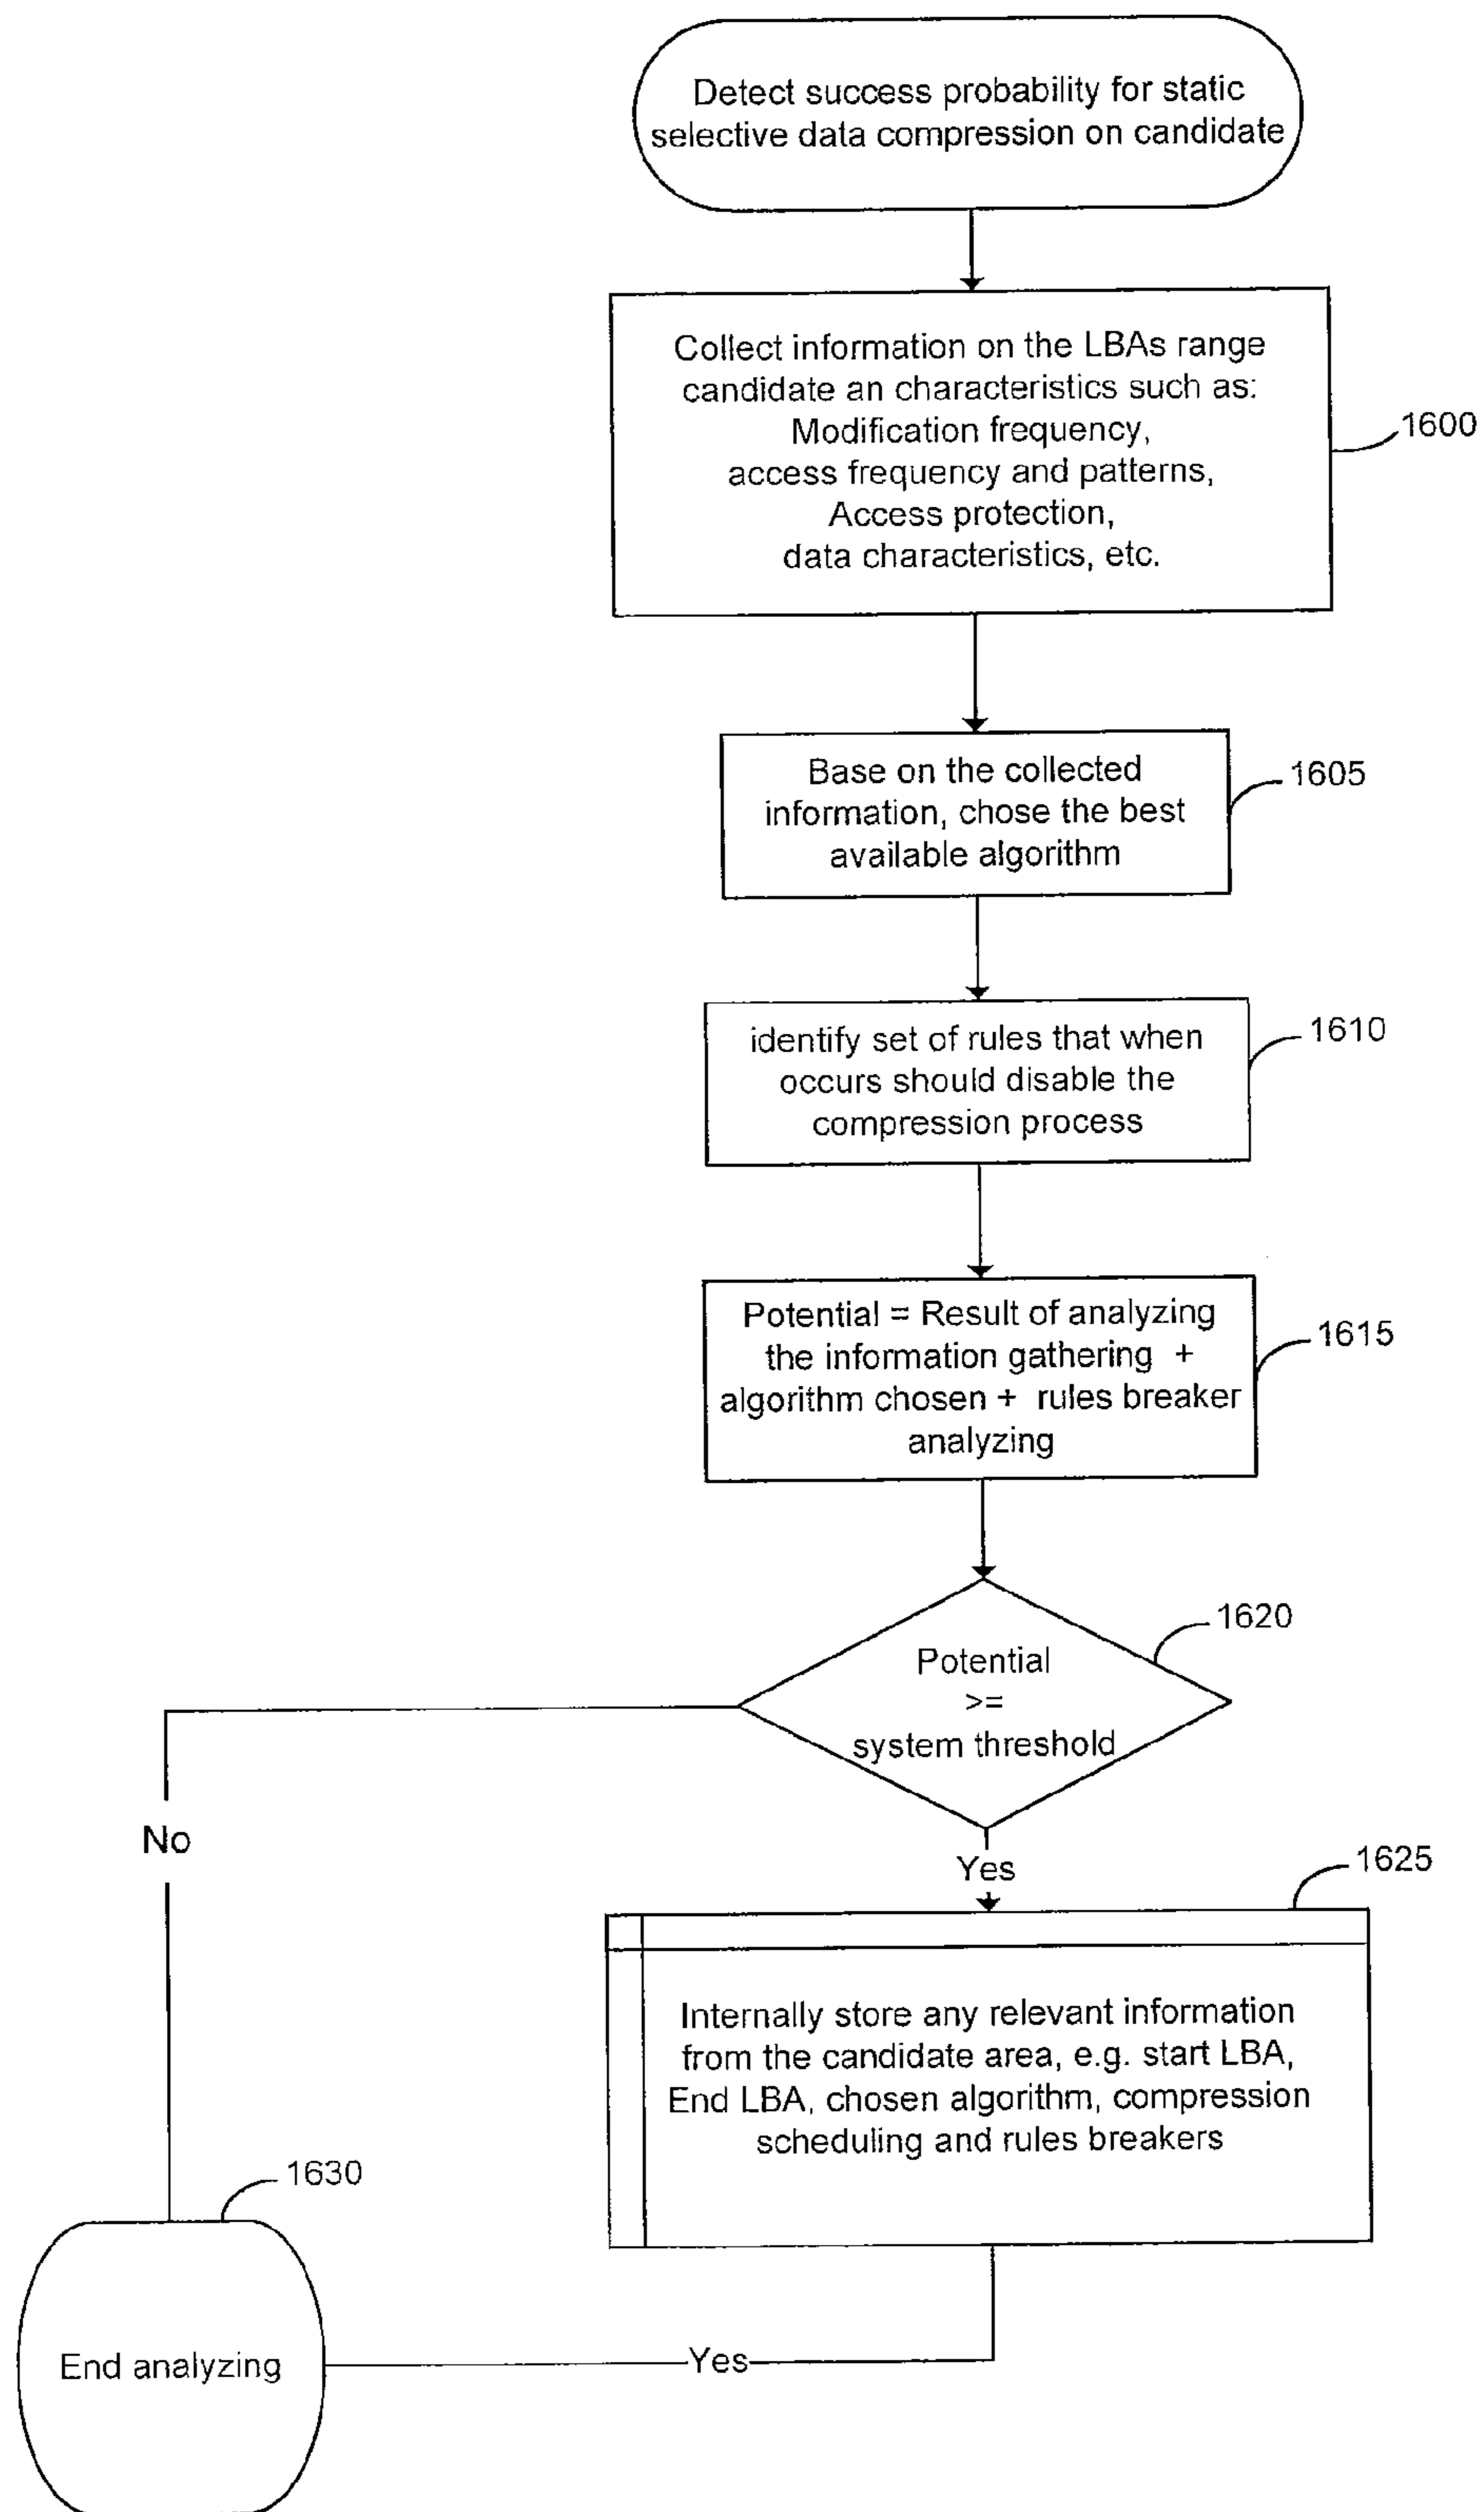 Detect success probability for static
selective data compression on candidate
Collect information on the LBAs range
candidate an characteristics such as:
Modification frequency,
access frequency and patterns,
Access protection,
data characteristics, etc.
1600
Base on the collected
information, chose the best
available algorithm
1605
identify set of rules that when
occurs should disable the
compression process
1610
Potential = Result of analyzing
the information gathering +
algorithm chosen + rules breaker
analyzing
1615
Potential
>=
system threshold
1620
No
Yes
1625
Internally store any relevant information
from the candidate area, e.g. start LBA,
End LBA, chosen algorithm, compression
scheduling and rules breakers
1630
End analyzing
Yes